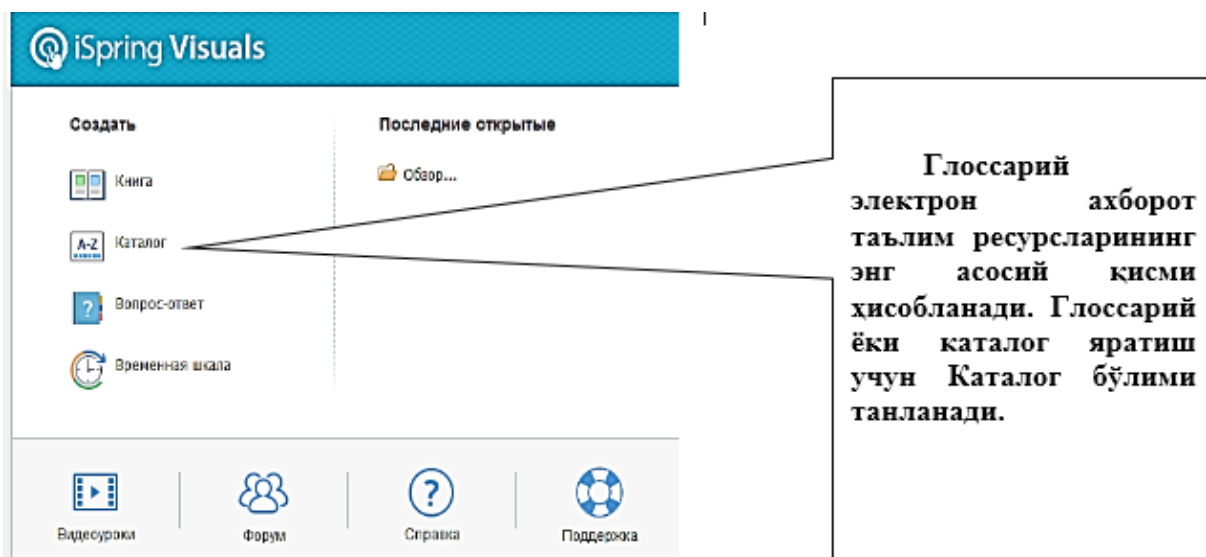 iSpring Visuals
Создать
Последние открытые
Книга
Обзор...
Каталог
Вопрос-ответ
Временная шкала
A-Z
?
Видеоуроки
Форум
?
Справка
Поддержка
Глоссарий
электрон ахборот
таълим ресурсларининг
энг асосий қисми
ҳисобланади. Глоссарий
ёки каталог яратиш
учун Каталог бўлими
танланади.